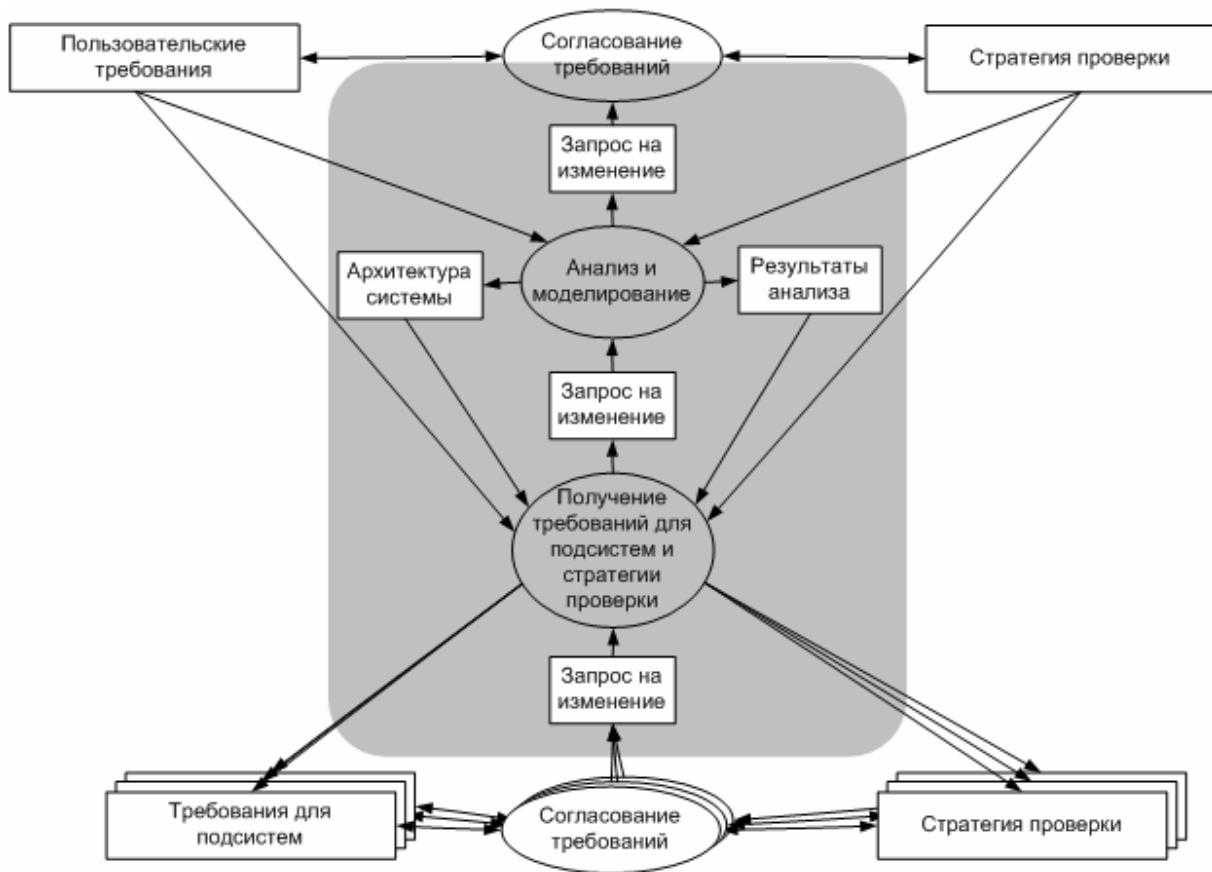 Пользовательские
требования
Согласование
требований
Стратегия проверки
Запрос на
изменение
Архитектура
системы
Анализ и
моделирование
Результаты
анализа
Запрос на
изменение
Получение
требований для
подсистем и
стратегии
проверки
Запрос на
изменение
Требования для
подсистем
Согласование
требований
Стратегия проверки